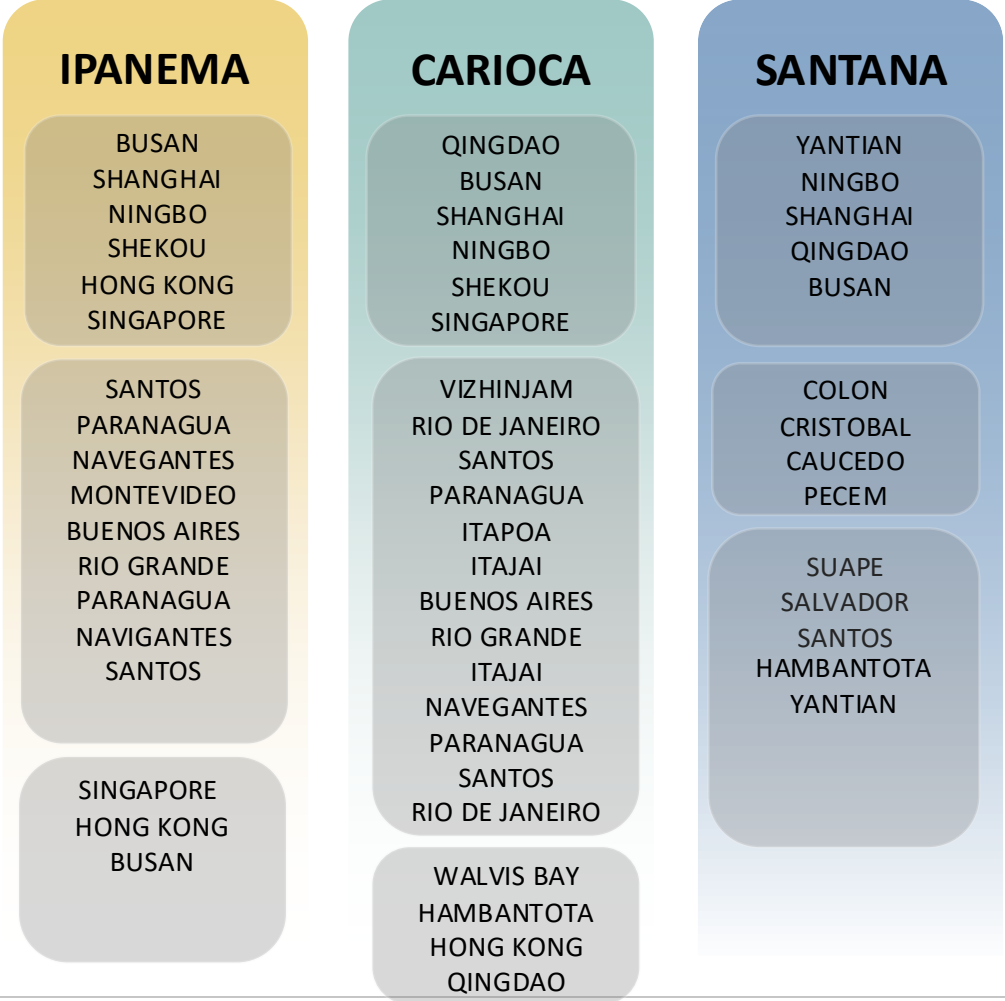 IPANEMA
BUSAN
SHANGHAI
NINGBO
SHEKOU
HONG KONG
SINGAPORE
SANTOS
PARANAGUA
NAVEGANTES
MONTEVIDEO
BUENOS AIRES
RIO GRANDE
PARANAGUA
NAVIGANTES
SANTOS
SINGAPORE
HONG KONG
BUSAN
CARIOCA
QINGDAO
BUSAN
SHANGHAI
NINGBO
SHEKOU
SINGAPORE
VIZHINJAM
RIO DE JANEIRO
SANTOS
PARANAGUA
ITAPOA
ITAJAI
BUENOS AIRES
RIO GRANDE
ITAJAI
NAVEGANTES
PARANAGUA
SANTOS
RIO DE JANEIRO
WALVIS BAY
HAMBANTOTA
HONG KONG
QINGDAO
SANTANA
YANTIAN
NINGBO
SHANGHAI
QINGDAO
BUSAN
COLON
CRISTOBAL
CAUCEDO
PECEM
SUAPE
SALVADOR
SANTOS
HAMBANTOTA
YANTIAN